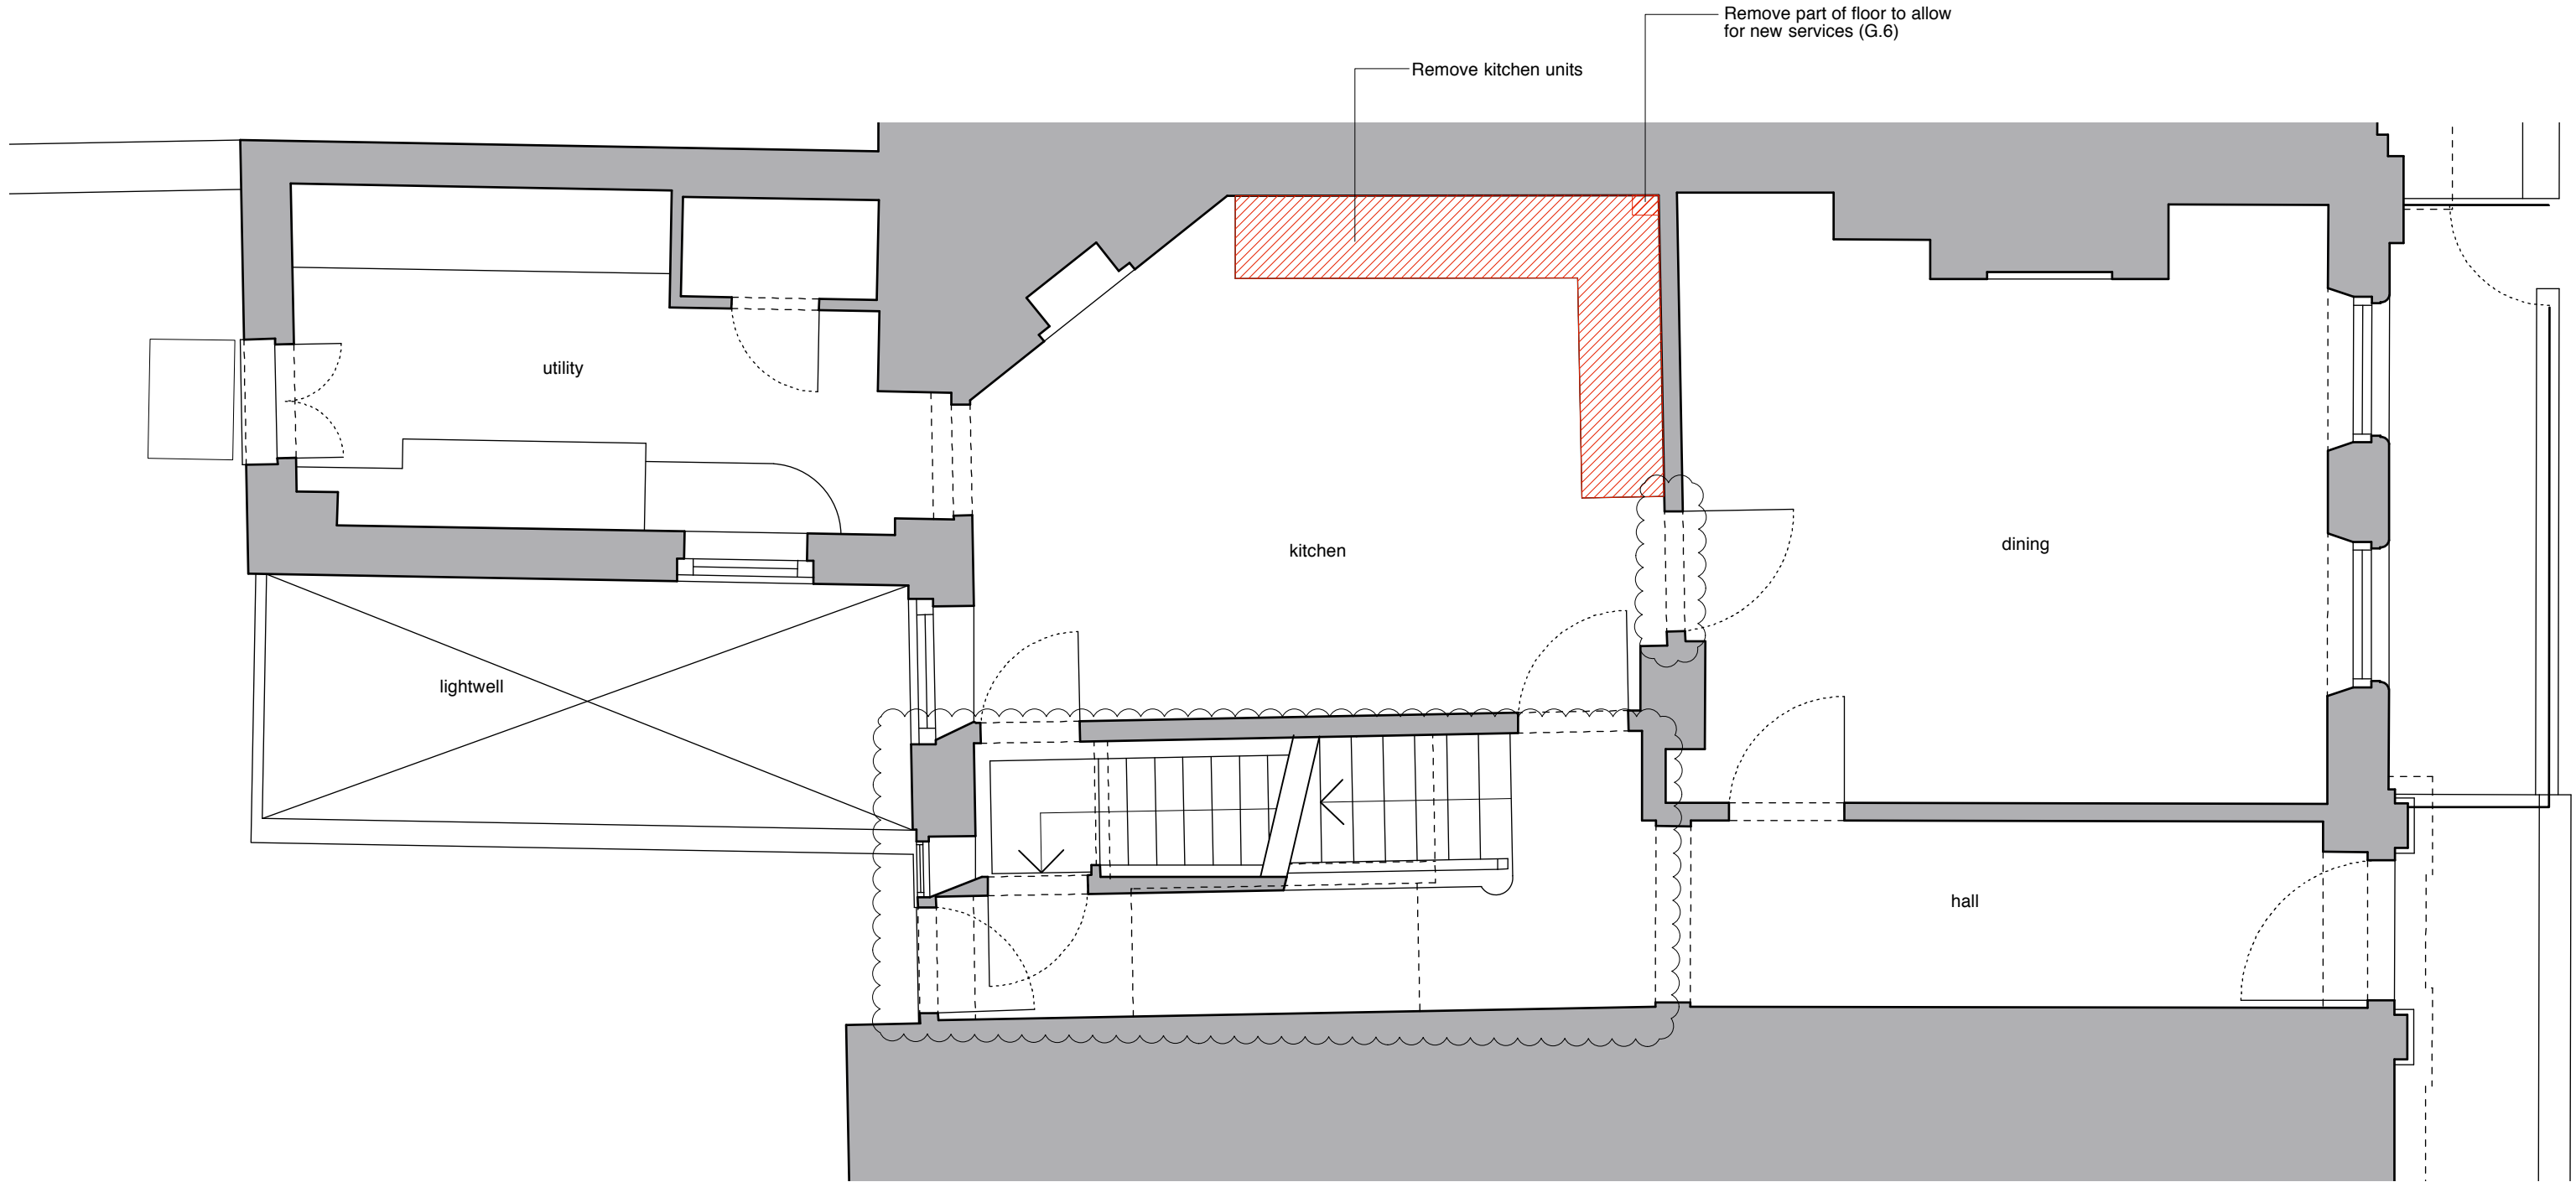 Remove part of floor to allow
for new services (G.6)
Remove kitchen units
utility
kitchen
dining
lightwell
hall